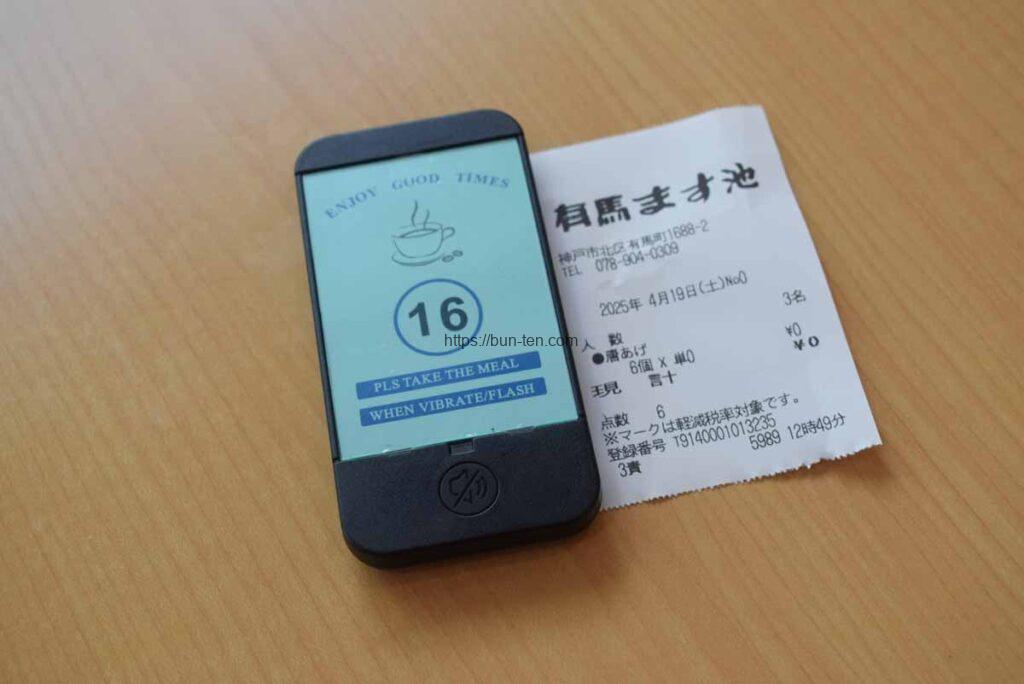 ENJOY GOOD TIMES
16
PLS TAKE THE MEAL
WHEN VIBRATE/FLASH
https://bun-ten.com
有馬ます池
神戸市北区有馬町1688-2
TEL 078-904-0309
2025年 4月19日(土)No0
人 数 3名
●唐あげ ¥0
6個 x 単0
現 計 ¥0
点数 6
※マークは軽減税率対象です。
登録番号 T9140001013235
3責 5989 12時49分